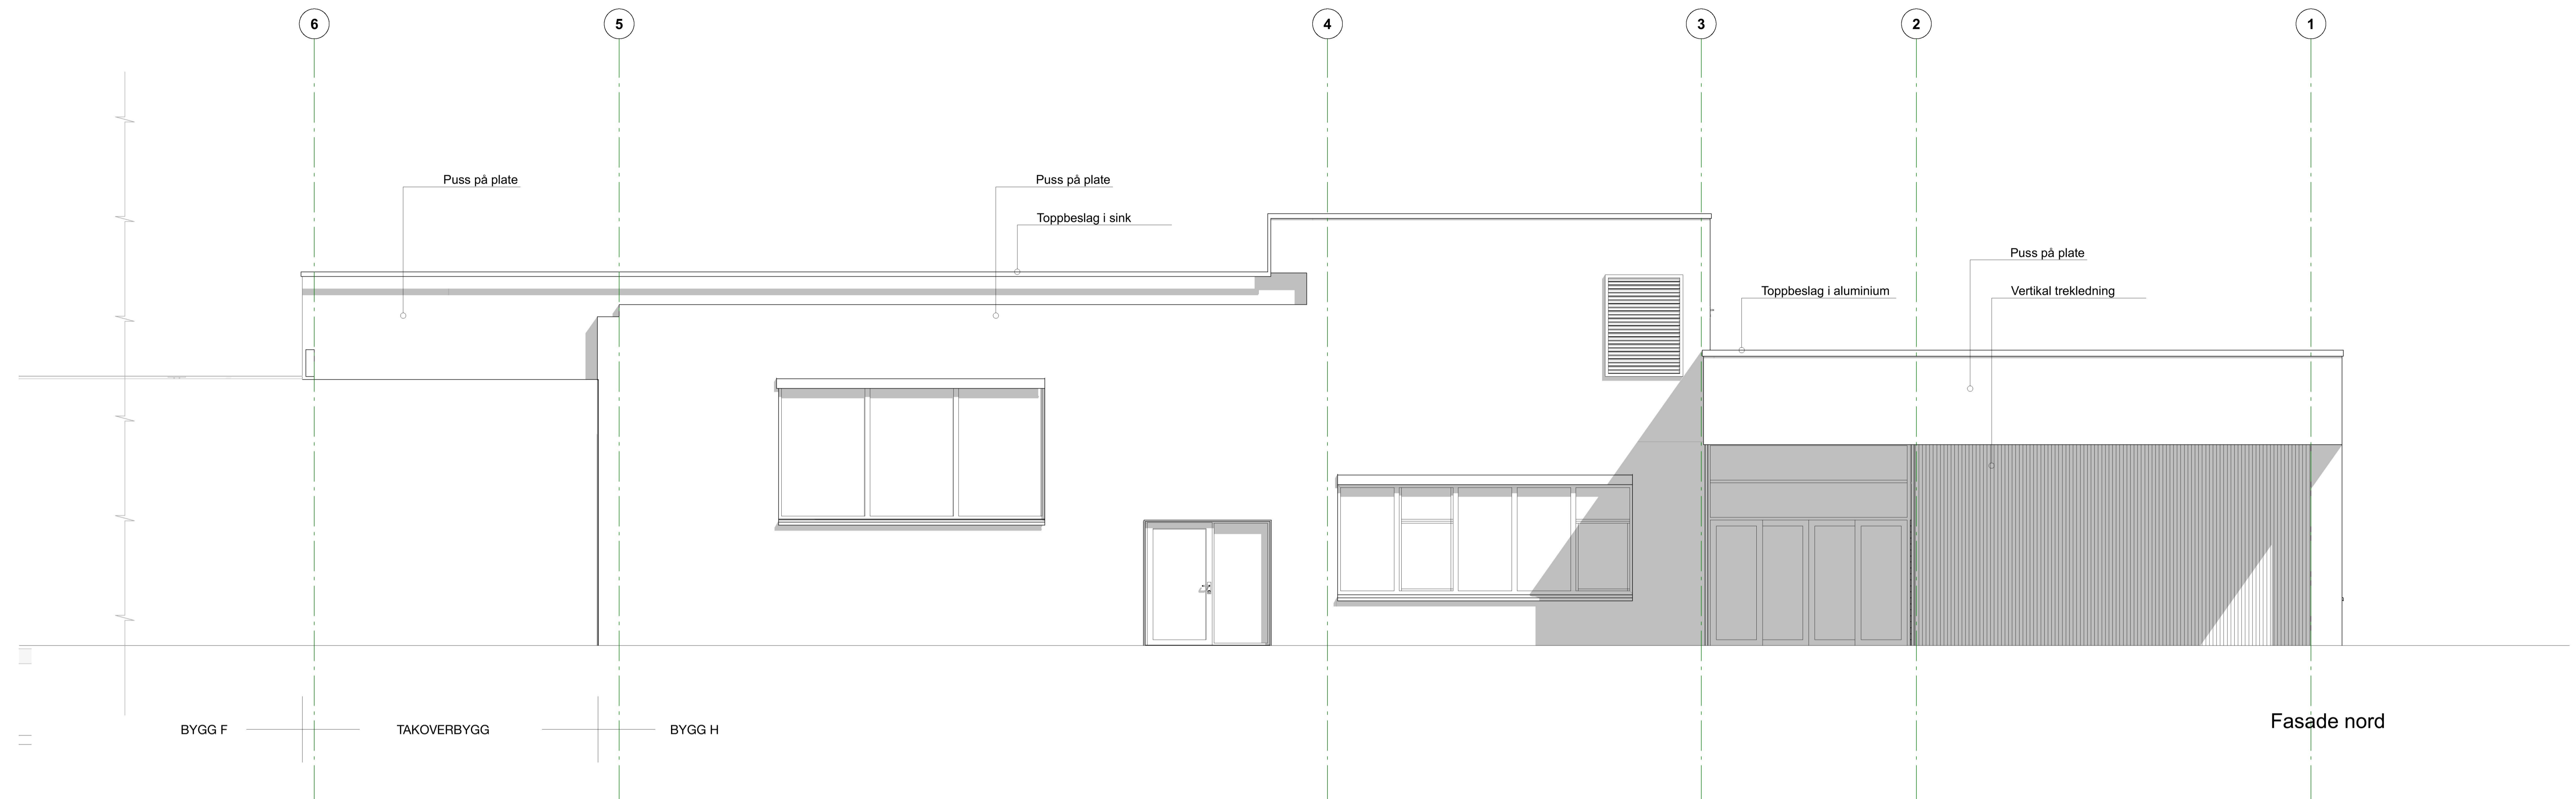 6 5 4 3 2 1
Puss på plate
Puss på plate
Toppbeslag i sink
Puss på plate
Toppbeslag i aluminium
Vertikal trekledning
BYGG F
TAKOVERBYGG
BYGG H
Fasade nord